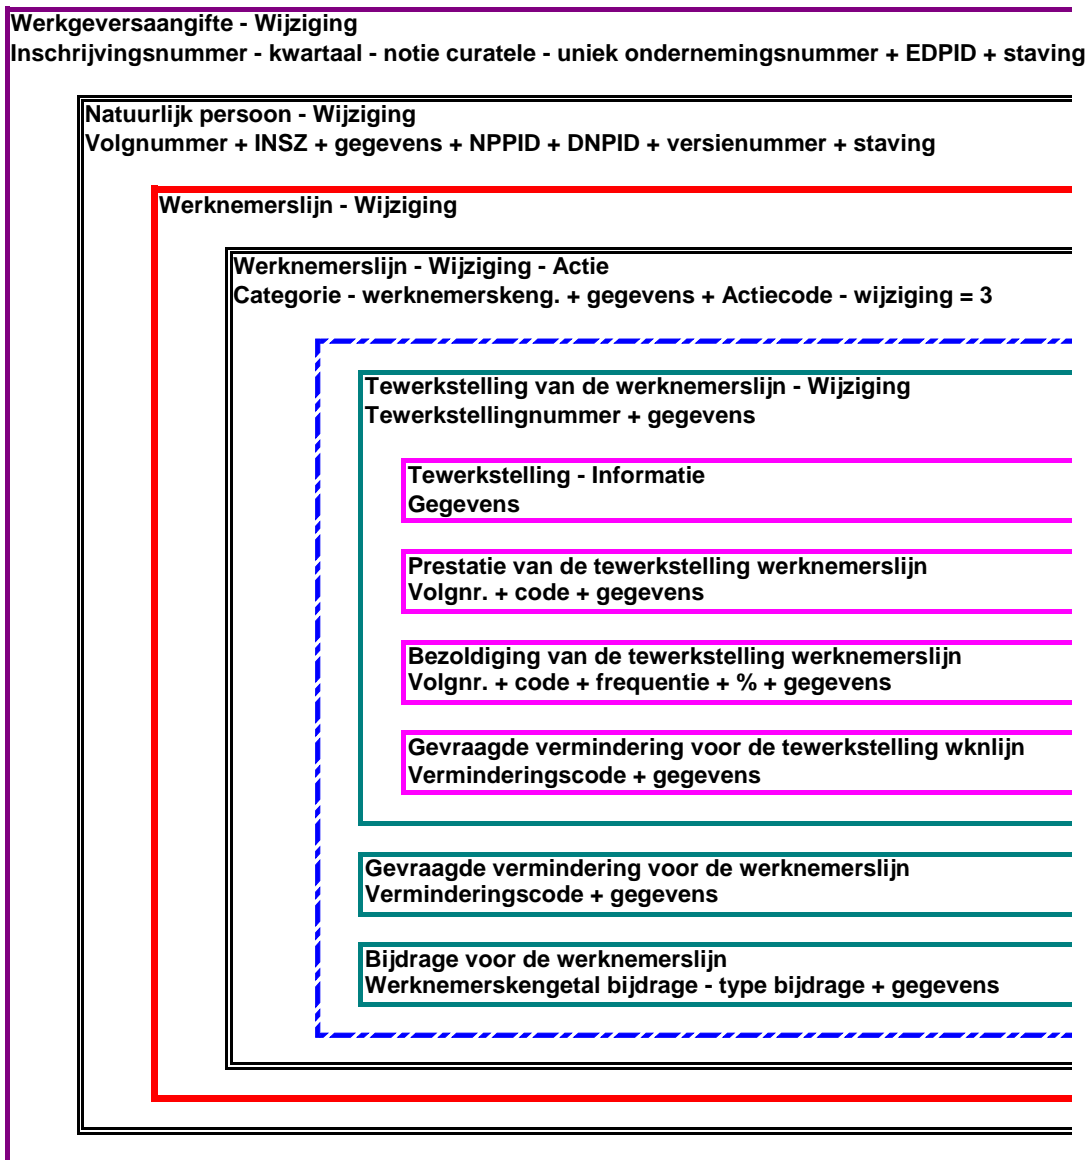 Werkgeversaangifte - Wijziging
Inschrijvingsnummer - kwartaal - notie curatele - uniek ondernemingsnummer + EDPID + staving
Natuurlijk persoon - Wijziging
Volgnummer + INSZ + gegevens + NPPID + DNPID + versienummer + staving
Werknemerslijn - Wijziging
Werknemerslijn - Wijziging - Actie
Categorie - werknemerskeng. + gegevens + Actiecode - wijziging = 3
Tewerkstelling van de werknemerslijn - Wijziging
Tewerkstellingnummer + gegevens
Tewerkstelling - Informatie
Gegevens
Prestatie van de tewerkstelling werknemerslijn
Volgnr. + code + gegevens
Bezoldiging van de tewerkstelling werknemerslijn
Volgnr. + code + frequentie + % + gegevens
Gevraagde vermindering voor de tewerkstelling wknlijn
Verminderingscode + gegevens
Gevraagde vermindering voor de werknemerslijn
Verminderingscode + gegevens
Bijdrage voor de werknemerslijn
Werknemerskengetal bijdrage - type bijdrage + gegevens